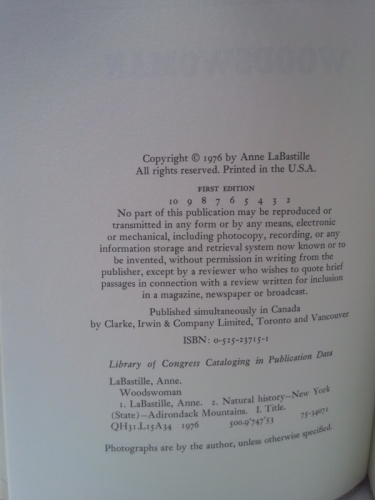 WOODSWOMAN
Copyright © 1976 by Anne LaBastille
All rights reserved. Printed in the U.S.A.
FIRST EDITION
10 9 8 7 6 5 4 3 2
No part of this publication may be reproduced or
transmitted in any form or by any means, electronic
or mechanical, including photocopy, recording, or any
information storage and retrieval system now known or to
be invented, without permission in writing from the
publisher, except by a reviewer who wishes to quote brief
passages in connection with a review written for inclusion
in a magazine, newspaper or broadcast.
Published simultaneously in Canada
by Clarke, Irwin & Company Limited, Toronto and Vancouver
ISBN: 0-525-23715-1
Library of Congress Cataloging in Publication Data
LaBastille, Anne.
Woodswoman
1. LaBastille, Anne. 2. Natural history—New York
(State)—Adirondack Mountains. I. Title.
QH31.L15A34 1976 500.9'747'53 75-34071
Photographs are by the author, unless otherwise specified.